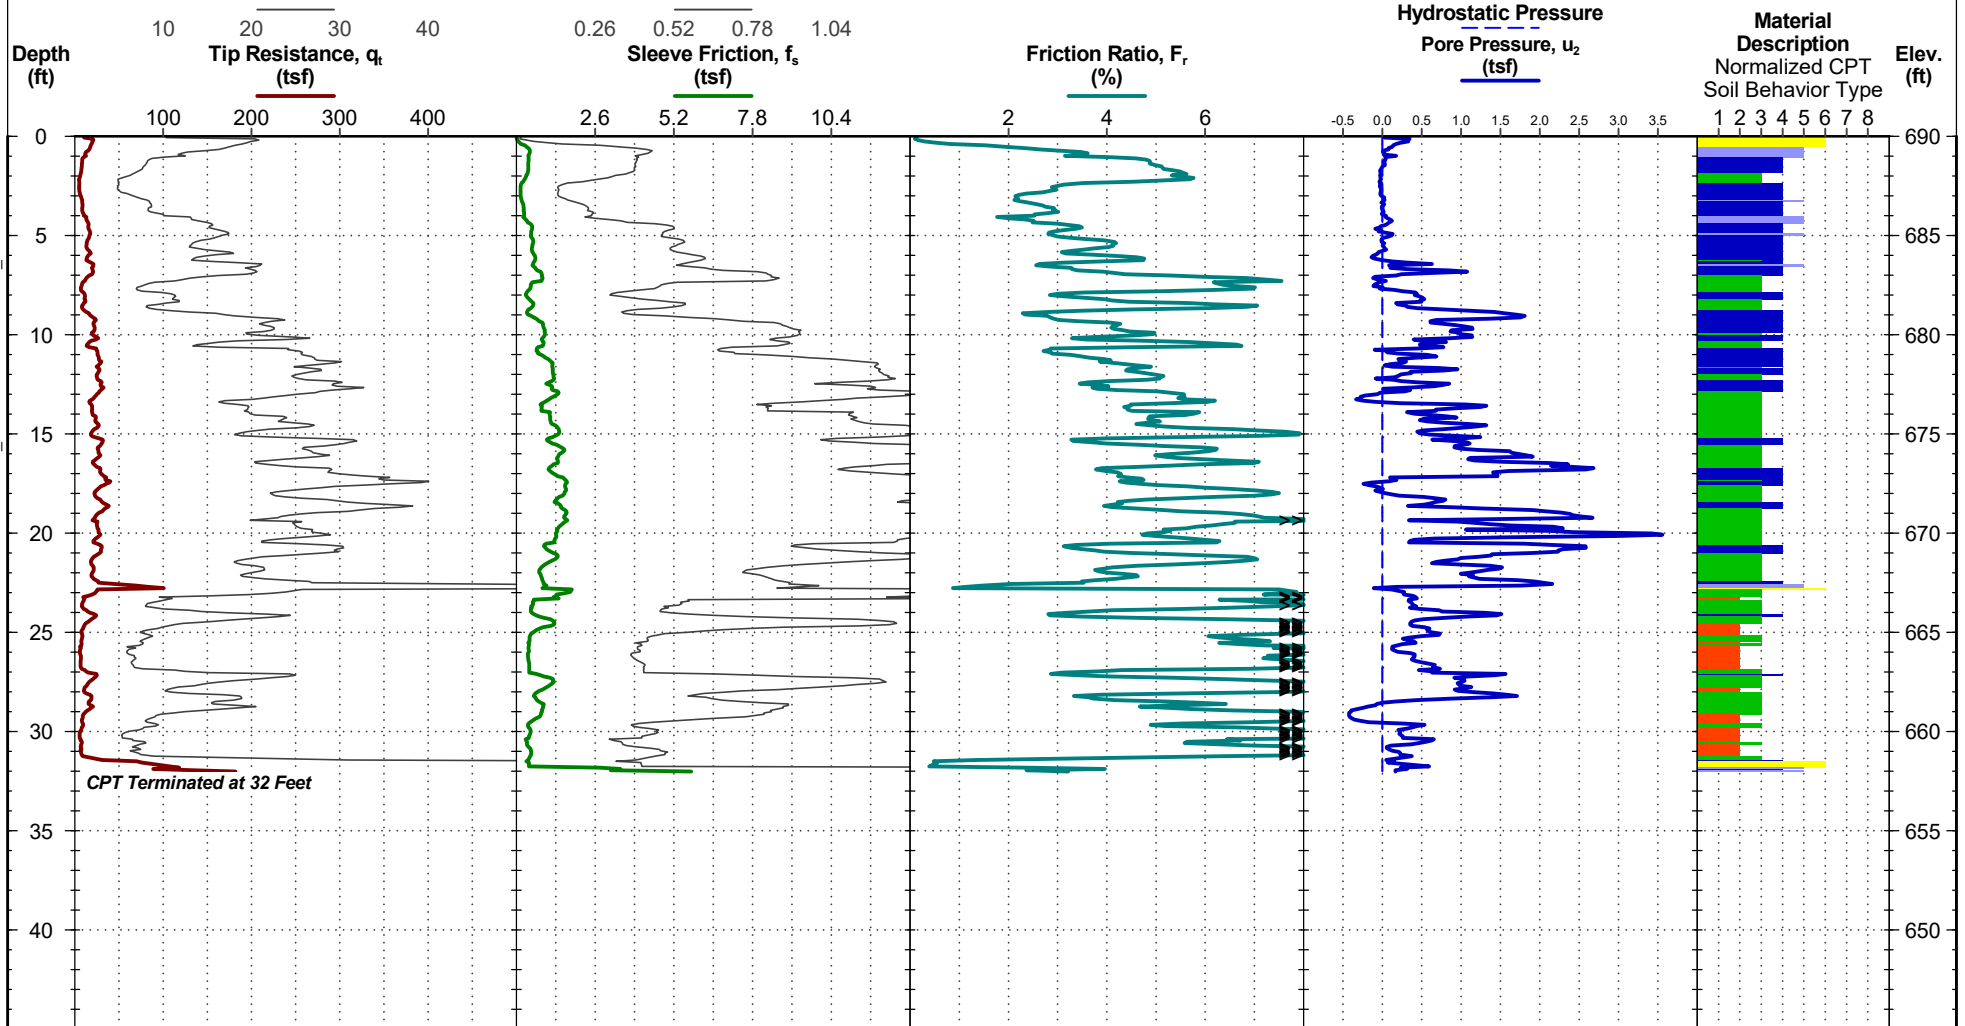 10 20 30 40 0.26 0.52 0.78 1.04
Hydrostatic Pressure
Depth
(ft)
Tip Resistance, qt
(tsf)
Sleeve Friction, fs
(tsf)
Friction Ratio, Fr
(%)
Pore Pressure, u2
(tsf)
Material
Description
Normalized CPT
Soil Behavior Type
Elev.
(ft)
100 200 300 400
2.6 5.2 7.8 10.4
2 4 6
-0.5 0.0 0.5 1.0 1.5 2.0 2.5 3.0 3.5
1 2 3 4 5 6 7 8
0 690
5 685
10 680
15 675
20 670
25 665
30 660
CPT Terminated at 32 Feet
35 655
40 650